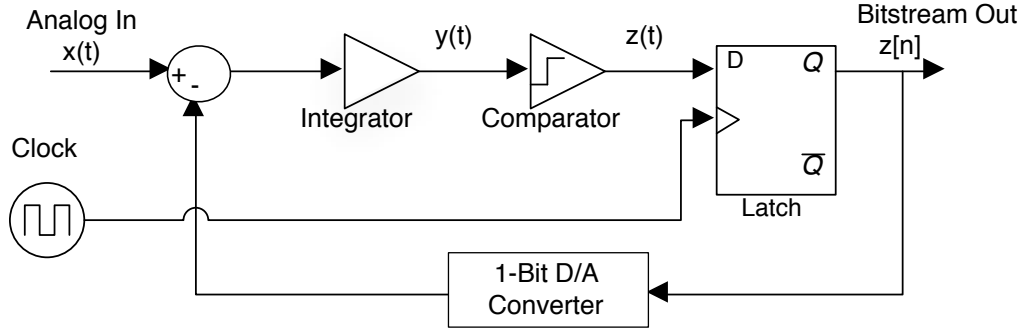 Analog In
x(t)
+
-
Integrator
y(t)
Comparator
z(t)
D
Q
Q̅
Latch
Bitstream Out
z[n]
Clock
1-Bit D/A
Converter